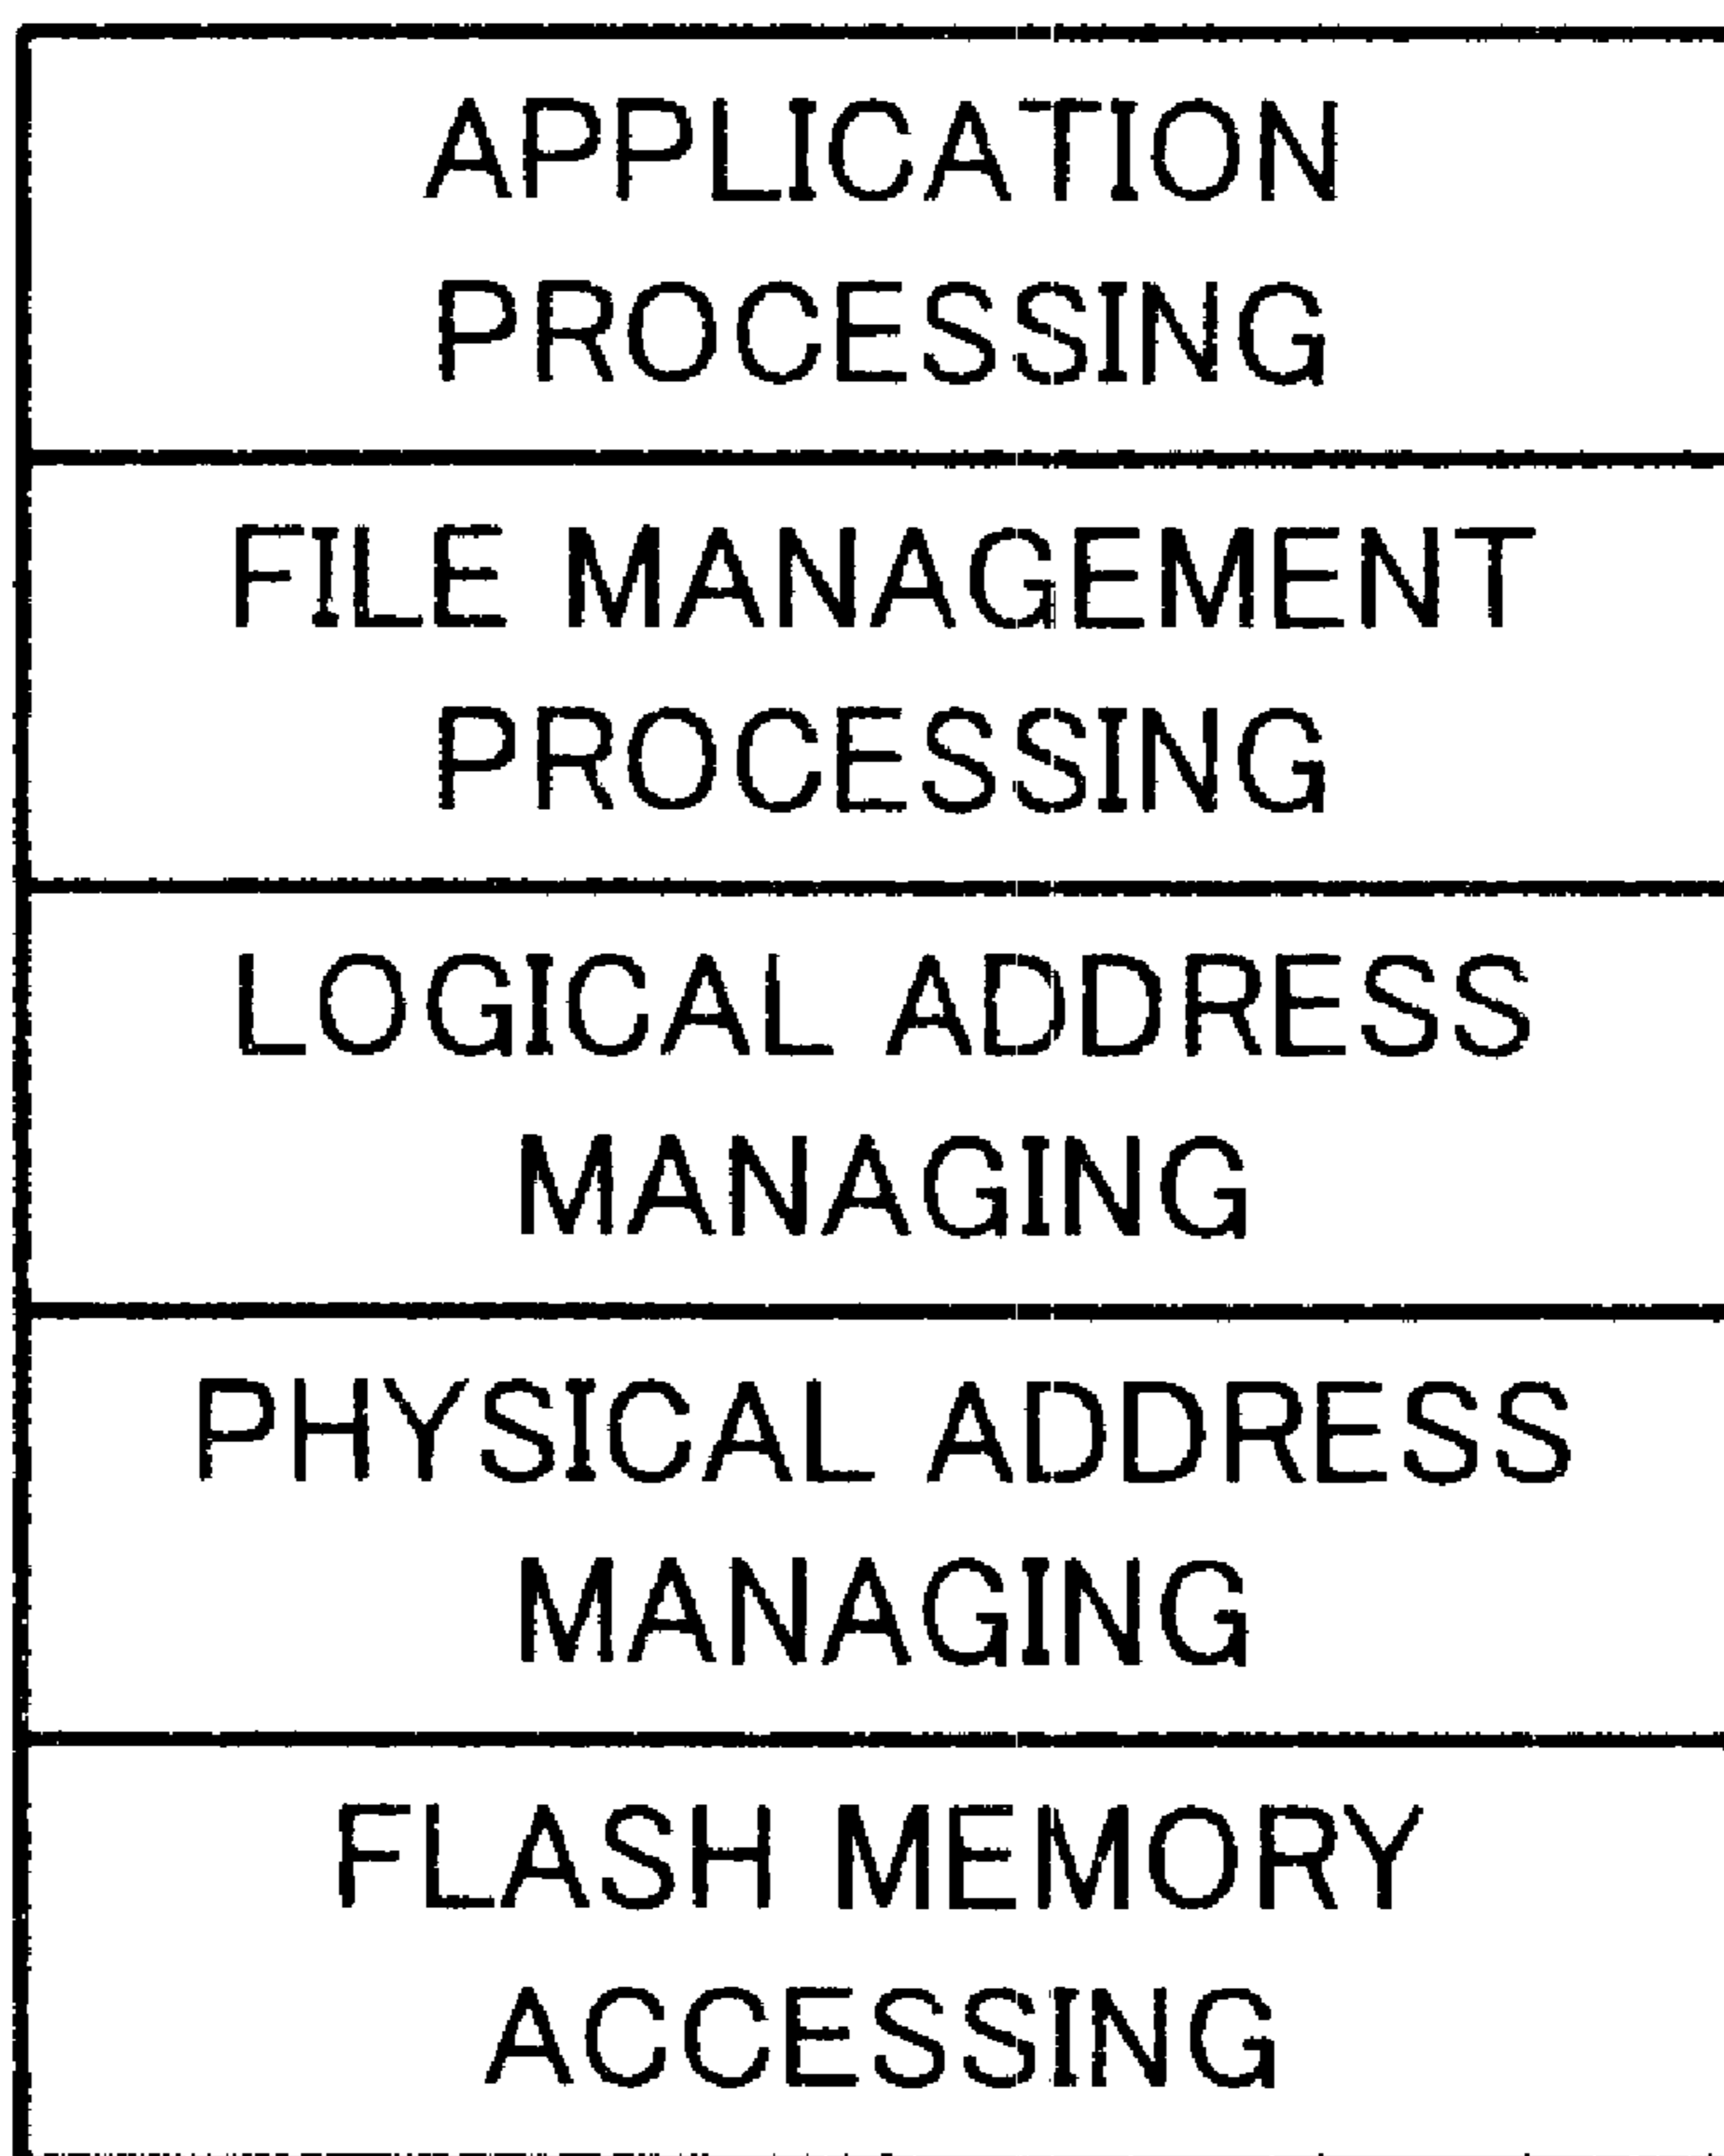 APPLICATION
PROCESSING
FILE MANAGEMENT
PROCESSING
LOGICAL ADDRESS
MANAGING
PHYSICAL ADDRESS
MANAGING
FLASH MEMORY
ACCESSING